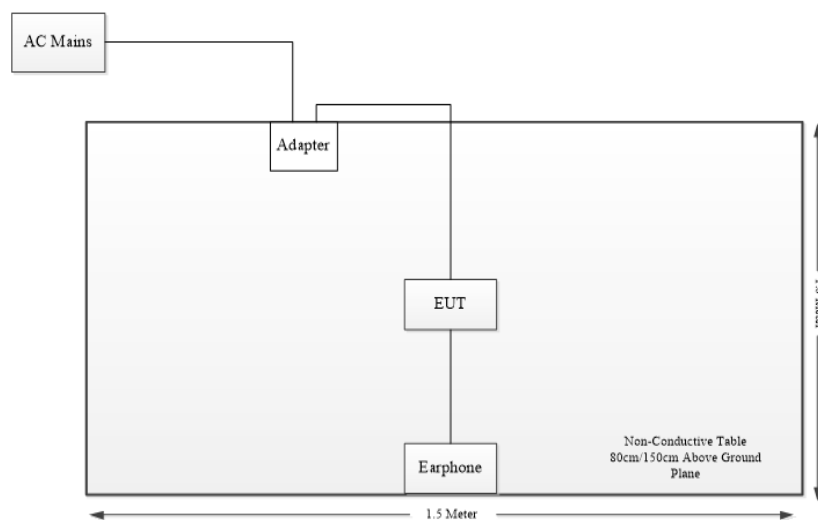 AC Mains
Adapter
EUT
Earphone
Non-Conductive Table
80cm/150cm Above Ground
Plane
1.5 Meter